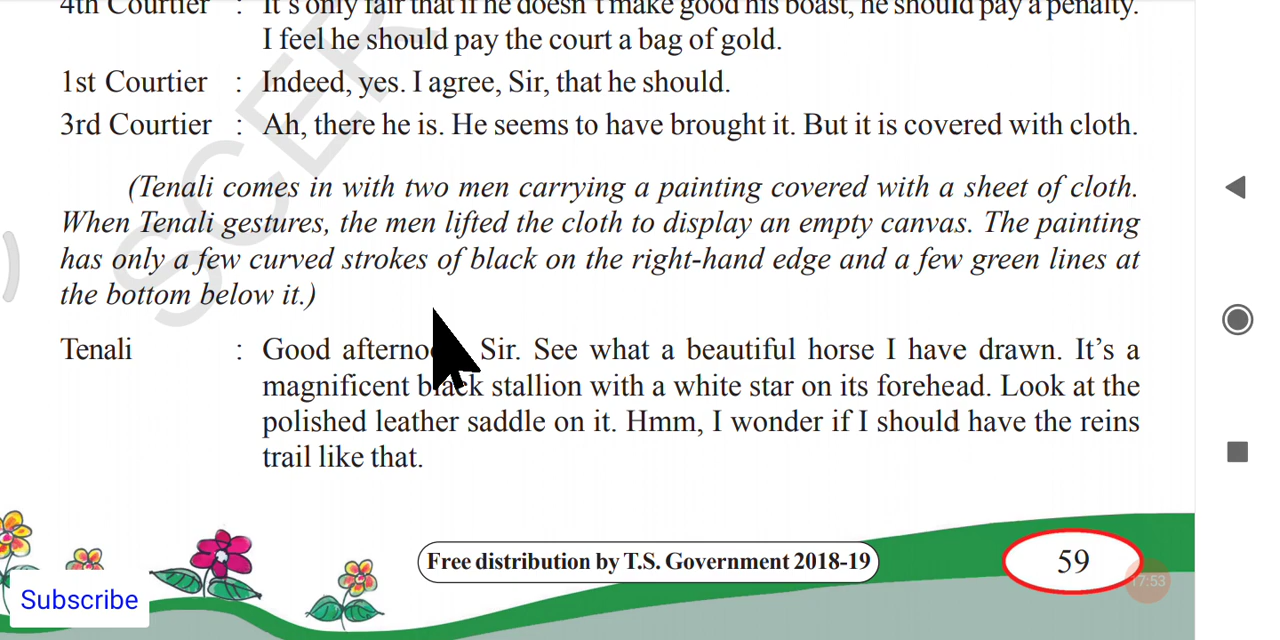 4th Courtier : It's only fair that if he doesn't make good his boast, he should pay a penalty.
I feel he should pay the court a bag of gold.
1st Courtier : Indeed, yes. I agree, Sir, that he should.
3rd Courtier : Ah, there he is. He seems to have brought it. But it is covered with cloth.
(Tenali comes in with two men carrying a painting covered with a sheet of cloth.
When Tenali gestures, the men lifted the cloth to display an empty canvas. The painting
has only a few curved strokes of black on the right-hand edge and a few green lines at
the bottom below it.)
Tenali : Good afternoon, Sir. See what a beautiful horse I have drawn. It's a
magnificent black stallion with a white star on its forehead. Look at the
polished leather saddle on it. Hmm, I wonder if I should have the reins
trail like that.
Free distribution by T.S. Government 2018-19
59
17:53
Subscribe
SCER